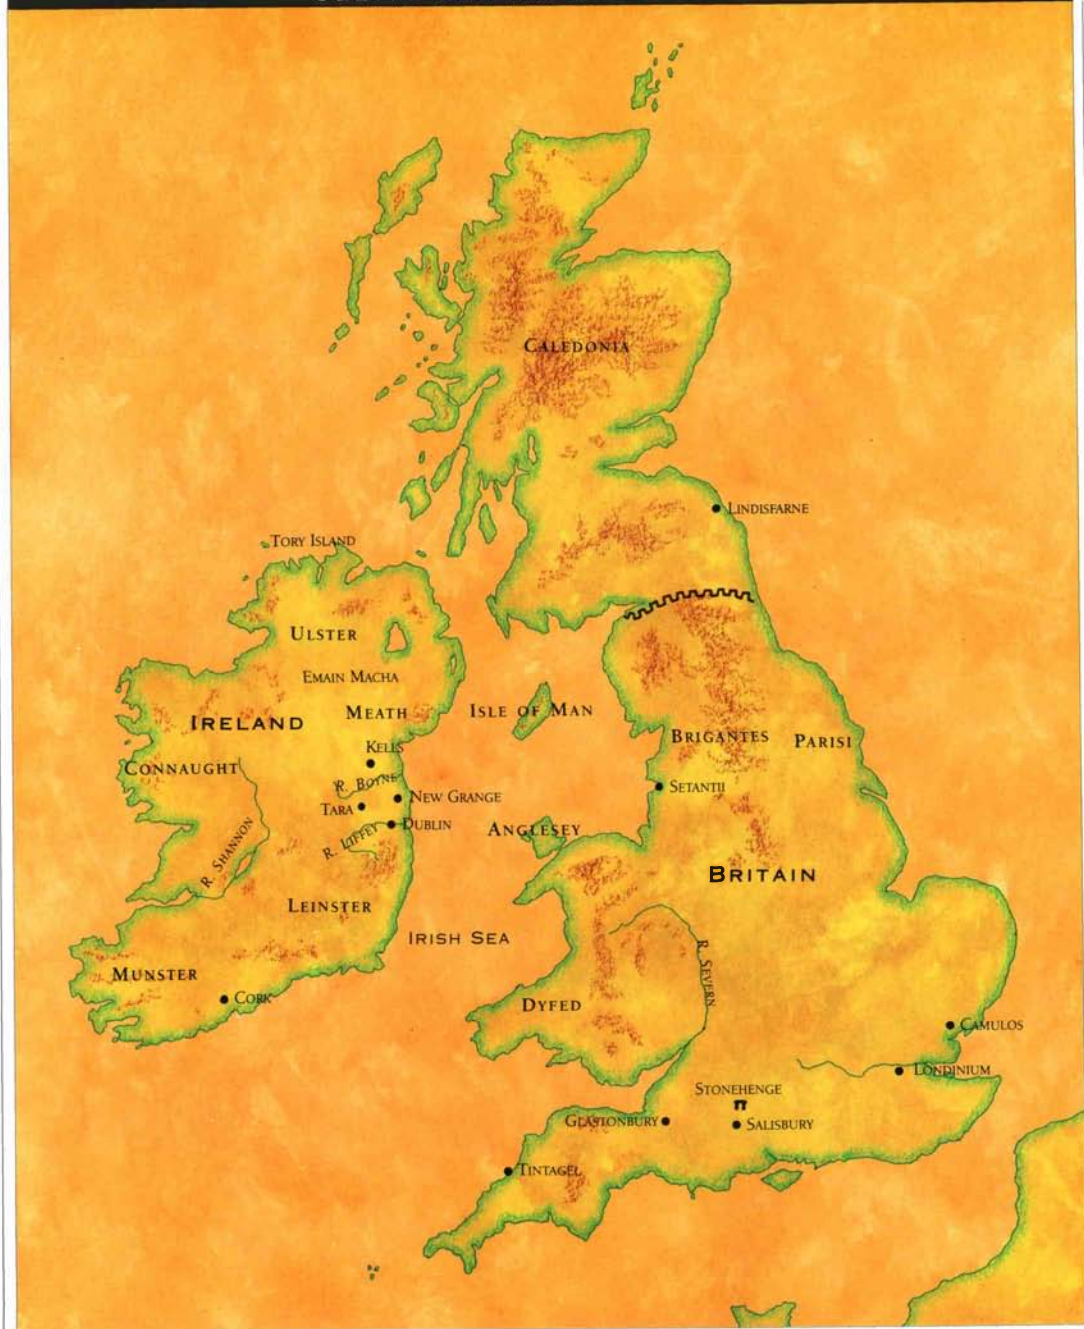 CALEDONIA
LINDISFARNE
TORY ISLAND
ULSTER
EMAIN MACHA
IRELAND
MEATH
ISLE OF MAN
BRIGANTES
PARISI
KELLS
CONNAUGHT
R. BOYNE
SETANTII
NEW GRANGE
TARA
DUBLIN
ANGLESEY
R. LIFFEY
R. SHANNON
BRITAIN
LEINSTER
IRISH SEA
R. SEVERN
MUNSTER
CORK
DYFED
CAMULOS
LONDINIUM
STONEHENGE
GLASTONBURY
SALISBURY
TINTAGEL